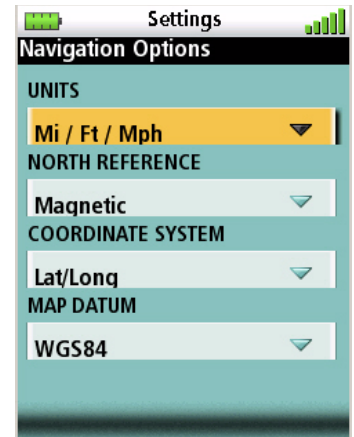 Settings
Navigation Options
UNITS
Mi / Ft / Mph
NORTH REFERENCE
Magnetic
COORDINATE SYSTEM
Lat/Long
MAP DATUM
WGS84